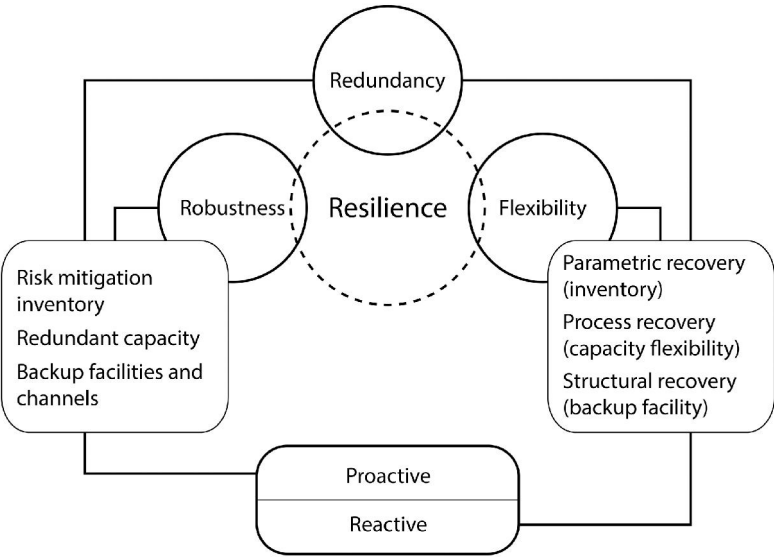 Redundancy
Robustness
Resilience
Flexibility
Risk mitigation
inventory
Redundant capacity
Backup facilities and
channels
Parametric recovery
(inventory)
Process recovery
(capacity flexibility)
Structural recovery
(backup facility)
Proactive
Reactive